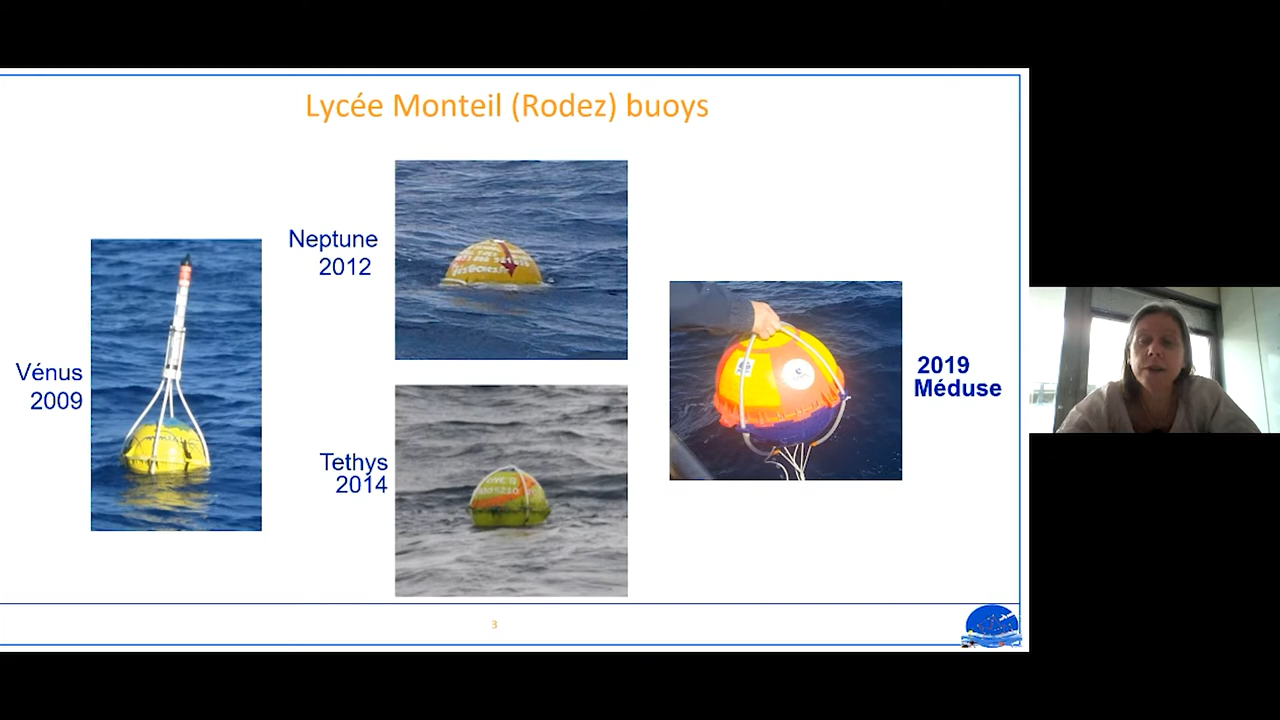 Lycée Monteil (Rodez) buoys
Vénus
2009
Neptune
2012
Tethys
2014
2019
Méduse
3